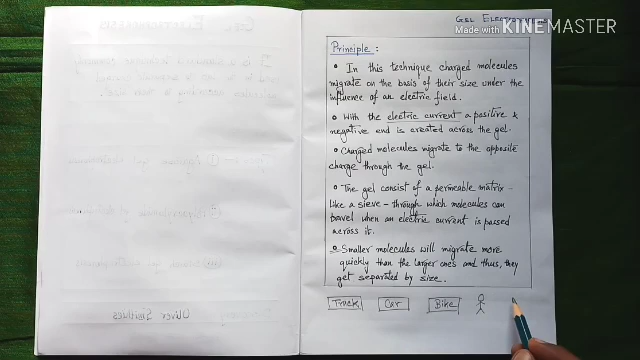 GEL ELECTROPHORESIS
Made with KINEMASTER
Principle :
In this technique charged molecules
migrate on the basis of their size under the
influence of an electric field.
With the electric current a positive &
negative end is created across the gel.
Charged molecules migrate to the opposite
charge through the gel.
The gel consist of a permeable matrix -
like a sieve - through which molecules can
travel when an electric current is passed
across it.
Smaller molecules will migrate more
quickly than the larger ones and thus, they
get separated by size.
Truck Car Bike